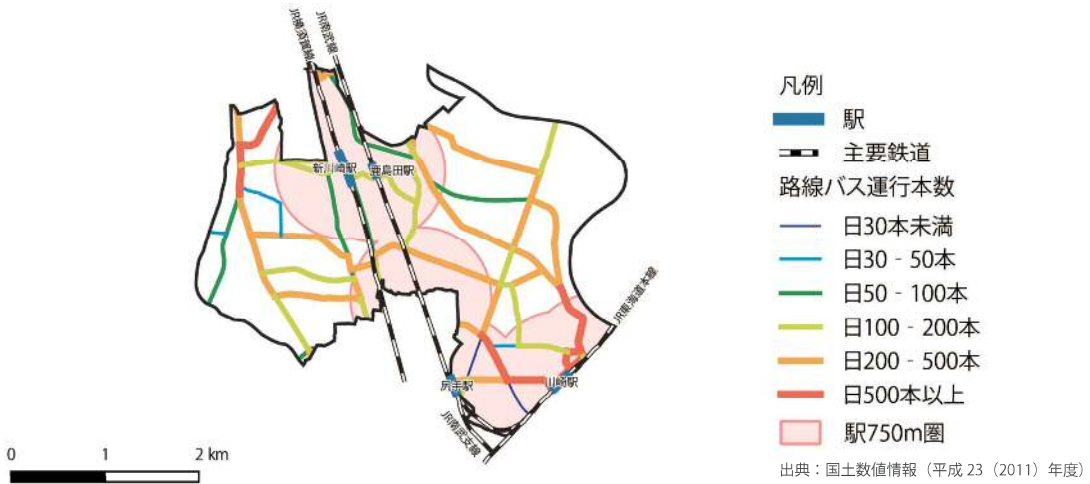 JR横須賀線
JR南武線
新川崎駅
鹿島田駅
JR東海道本線
尻手駅
川崎駅
JR南武支線
0 1 2 km
凡例
駅
主要鉄道
路線バス運行本数
日30本未満
日30 - 50本
日50 - 100本
日100 - 200本
日200 - 500本
日500本以上
駅750m圏
出典：国土数値情報（平成 23（2011）年度）